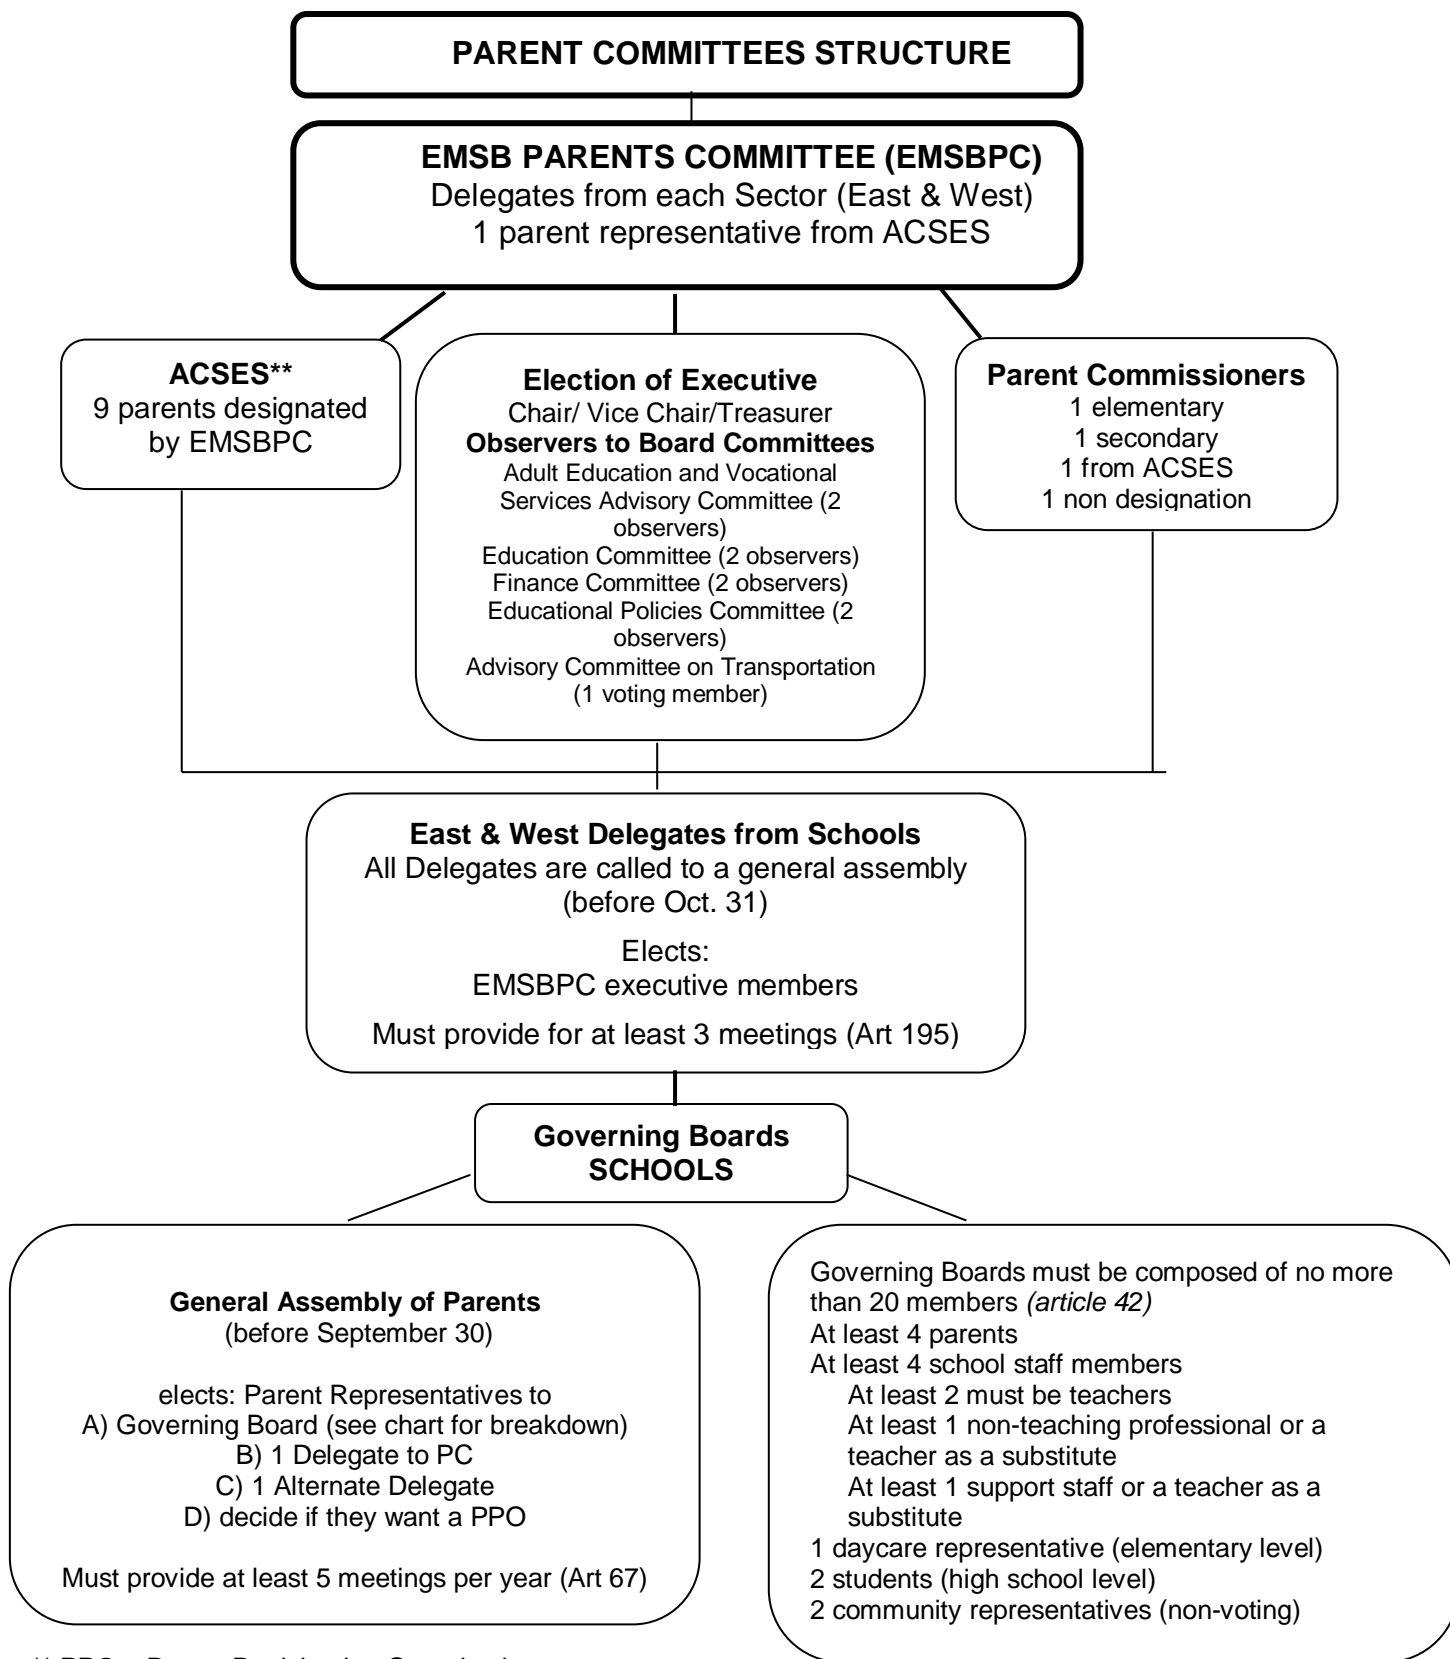 PARENT COMMITTEES STRUCTURE
EMSB PARENTS COMMITTEE (EMSBPC)
Delegates from each Sector (East & West)
1 parent representative from ACSES
ACSES**
9 parents designated
by EMSBPC
Election of Executive
Chair/ Vice Chair/Treasurer
Observers to Board Committees
Adult Education and Vocational
Services Advisory Committee (2
observers)
Education Committee (2 observers)
Finance Committee (2 observers)
Educational Policies Committee (2
observers)
Advisory Committee on Transportation
(1 voting member)
Parent Commissioners
1 elementary
1 secondary
1 from ACSES
1 non designation
East & West Delegates from Schools
All Delegates are called to a general assembly
(before Oct. 31)
Elects:
EMSBPC executive members
Must provide for at least 3 meetings (Art 195)
Governing Boards
SCHOOLS
General Assembly of Parents
(before September 30)
elects: Parent Representatives to
A) Governing Board (see chart for breakdown)
B) 1 Delegate to PC
C) 1 Alternate Delegate
D) decide if they want a PPO
Must provide at least 5 meetings per year (Art 67)
Governing Boards must be composed of no more
than 20 members (article 42)
At least 4 parents
At least 4 school staff members
At least 2 must be teachers
At least 1 non-teaching professional or a
teacher as a substitute
At least 1 support staff or a teacher as a
substitute
1 daycare representative (elementary level)
2 students (high school level)
2 community representatives (non-voting)